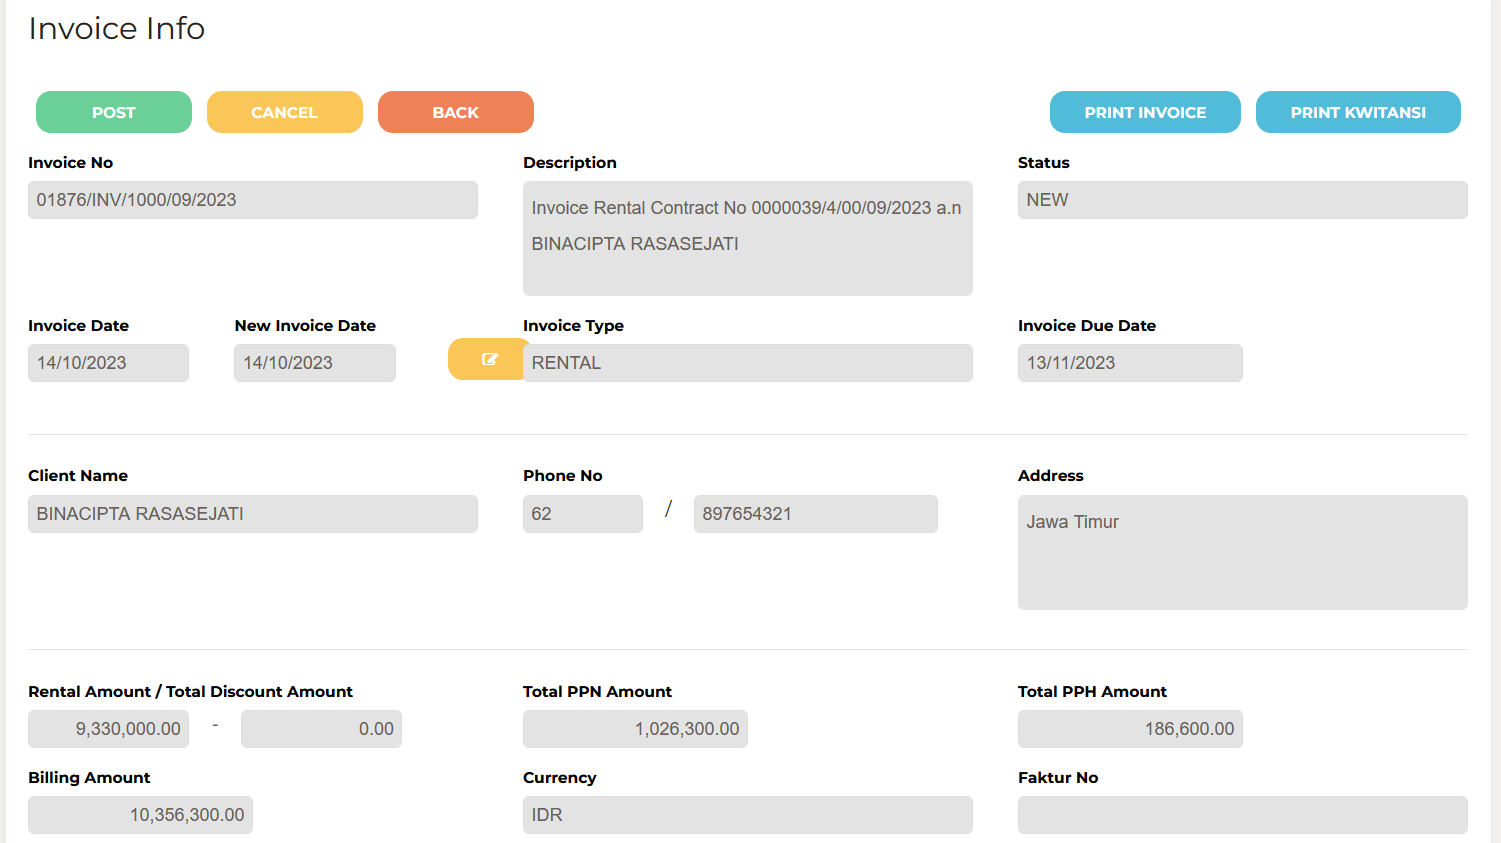 Invoice Info
POST
CANCEL
BACK
PRINT INVOICE
PRINT KWITANSI
Invoice No
01876/INV/1000/09/2023
Description
Invoice Rental Contract No 0000039/4/00/09/2023 a.n
BINACIPTA RASASEJATI
Status
NEW
Invoice Date
14/10/2023
New Invoice Date
14/10/2023
Invoice Type
RENTAL
Invoice Due Date
13/11/2023
Client Name
BINACIPTA RASASEJATI
Phone No
62 / 897654321
Address
Jawa Timur
Rental Amount / Total Discount Amount
9,330,000.00 - 0.00
Total PPN Amount
1,026,300.00
Total PPH Amount
186,600.00
Billing Amount
10,356,300.00
Currency
IDR
Faktur No